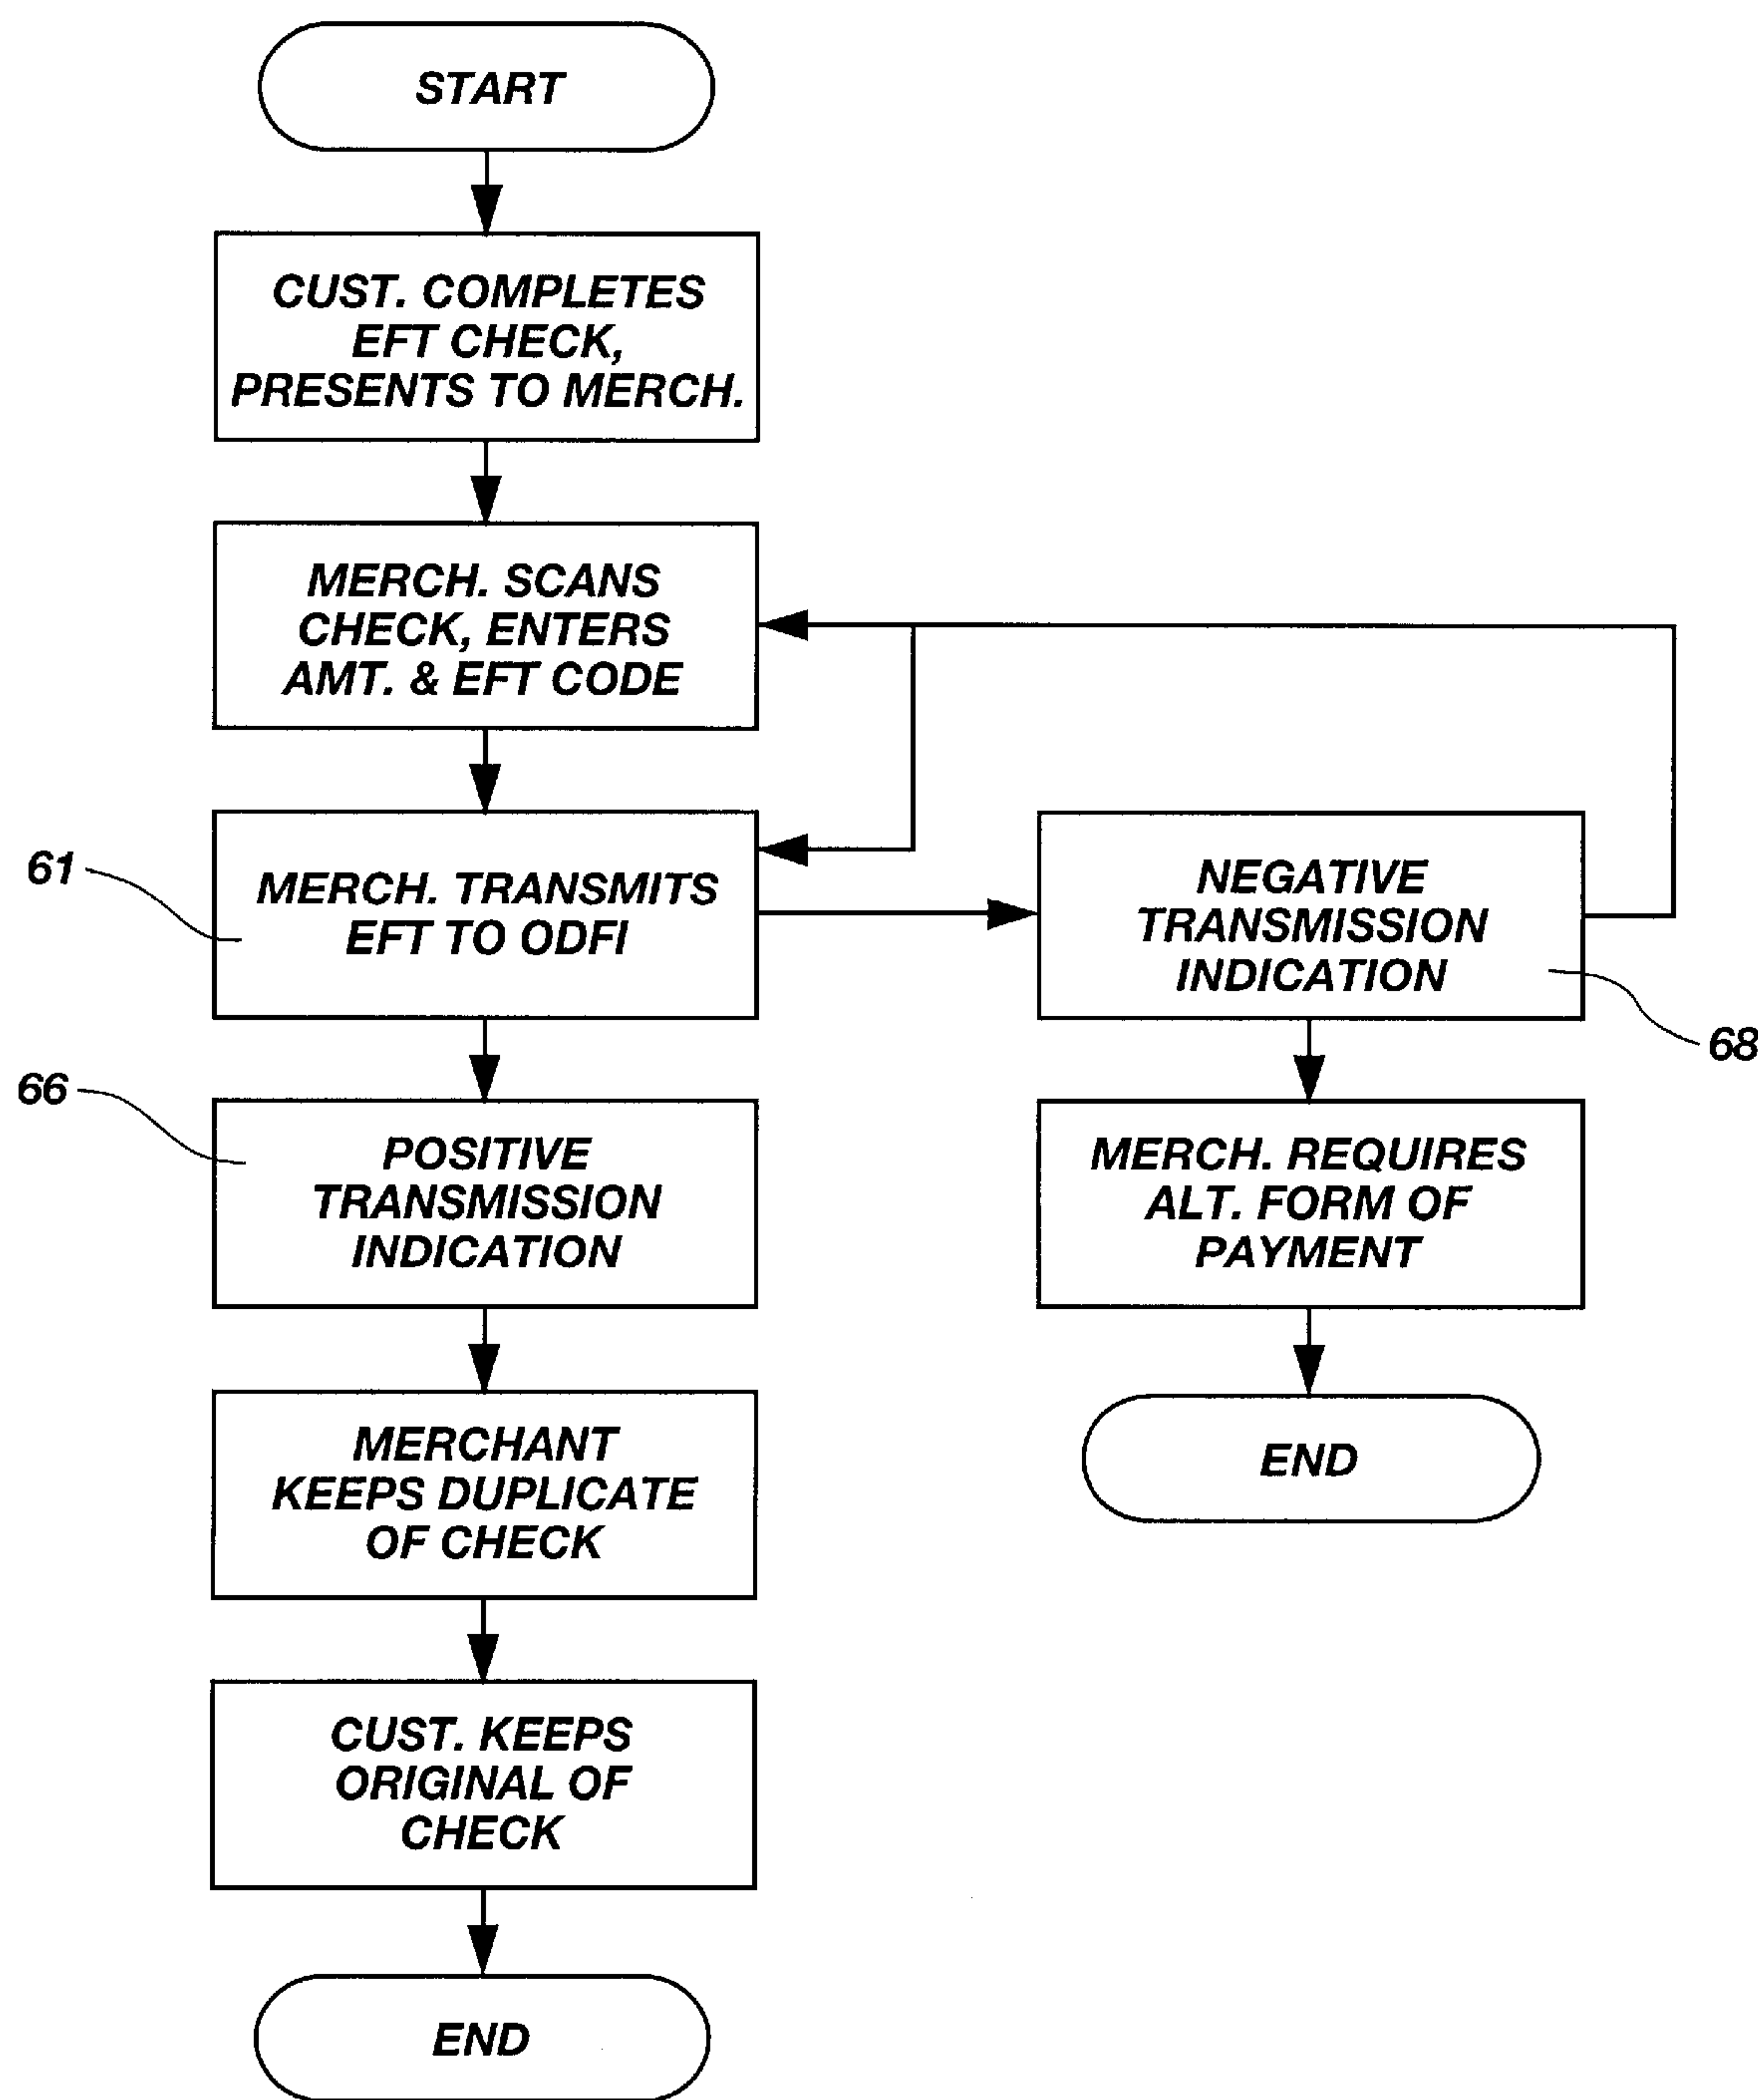 START
CUST. COMPLETES
EFT CHECK,
PRESENTS TO MERCH.
MERCH. SCANS
CHECK, ENTERS
AMT. & EFT CODE
61
MERCH. TRANSMITS
EFT TO ODFI
NEGATIVE
TRANSMISSION
INDICATION
68
66
POSITIVE
TRANSMISSION
INDICATION
MERCH. REQUIRES
ALT. FORM OF
PAYMENT
MERCHANT
KEEPS DUPLICATE
OF CHECK
END
CUST. KEEPS
ORIGINAL OF
CHECK
END